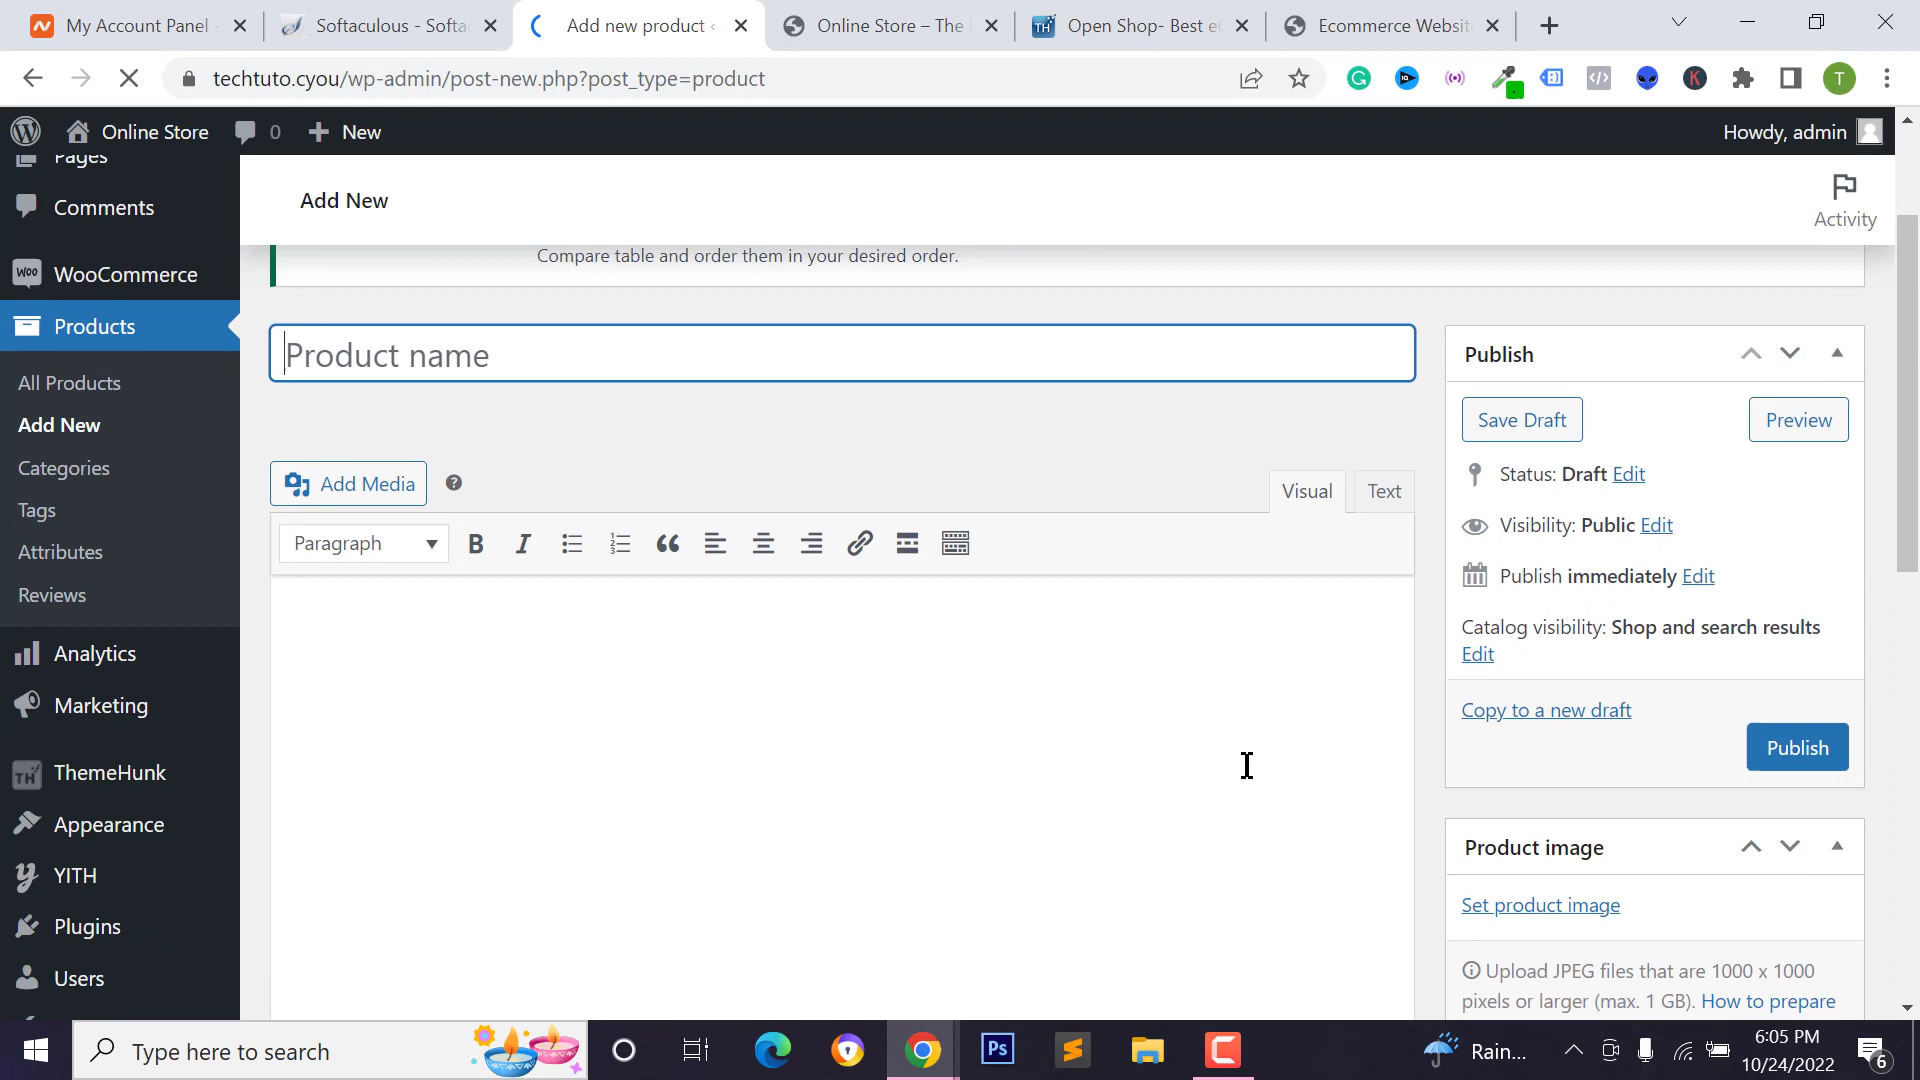 My Account Panel -
Softaculous - Softac
Add new product ‹
Online Store – The
Open Shop- Best eC
Ecommerce Websit
techtuto.cyou/wp-admin/post-new.php?post_type=product
T
Online Store
0
New
Howdy, admin
Pages
Comments
WooCommerce
Products
All Products
Add New
Categories
Tags
Attributes
Reviews
Analytics
Marketing
ThemeHunk
Appearance
YITH
Plugins
Users
Add New
Activity
Compare table and order them in your desired order.
Product name
Add Media
Visual
Text
Paragraph
Publish
Save Draft
Preview
Status: Draft Edit
Visibility: Public Edit
Publish immediately Edit
Catalog visibility: Shop and search results
Edit
Copy to a new draft
Publish
Product image
Set product image
Upload JPEG files that are 1000 x 1000
pixels or larger (max. 1 GB). How to prepare
Type here to search
Ps
Rain...
6:05 PM
10/24/2022
6